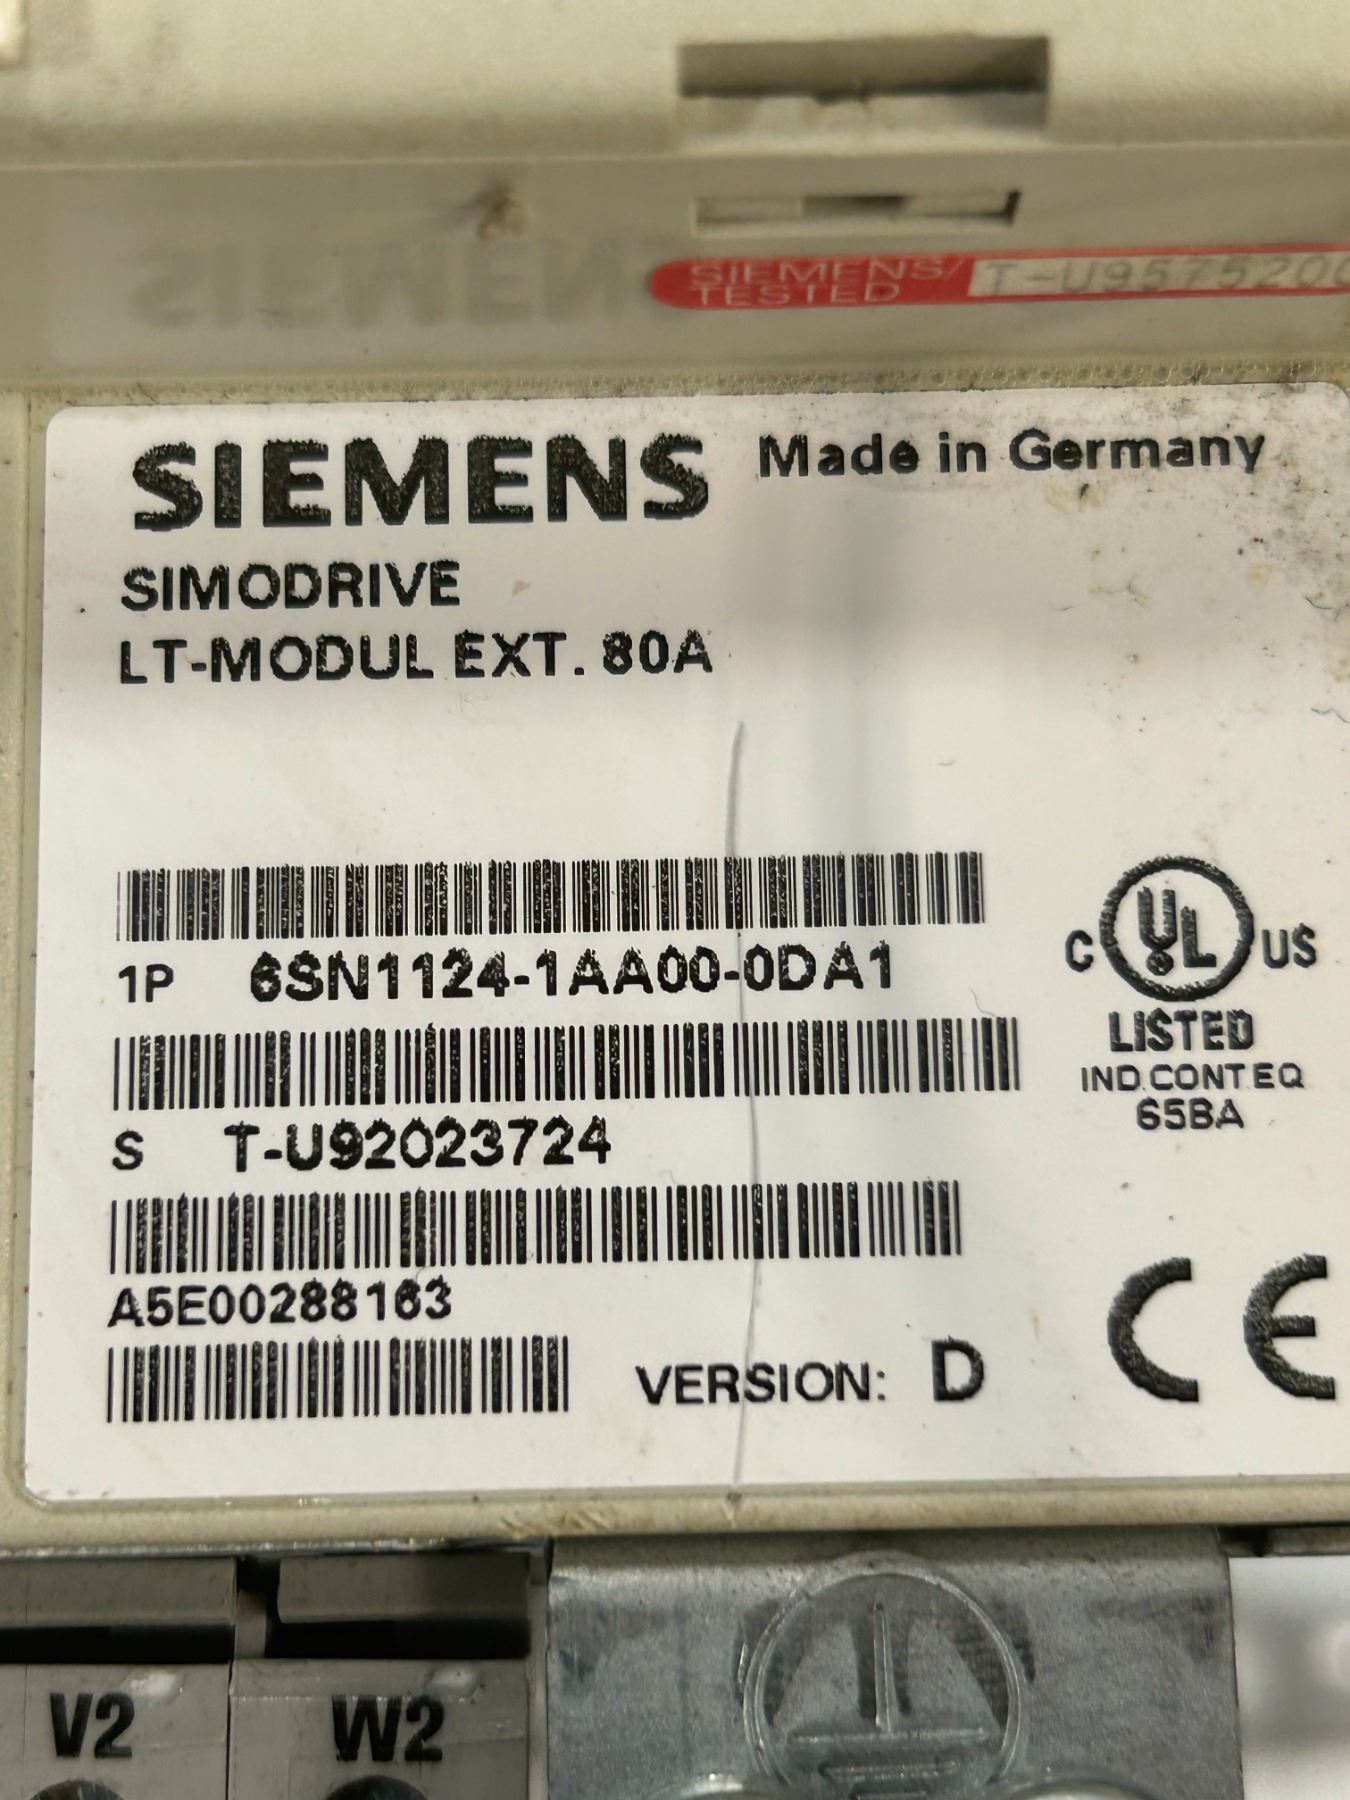 SIEMENS/
TESTED
T-U9575200
SIEMENS Made in Germany
SIMODRIVE
LT-MODUL EXT. 80A
1P 6SN1124-1AA00-0DA1
C UL US
LISTED
IND.CONT.EQ
65BA
S T-U92023724
A5E00288163
VERSION: D
CE
V2
W2